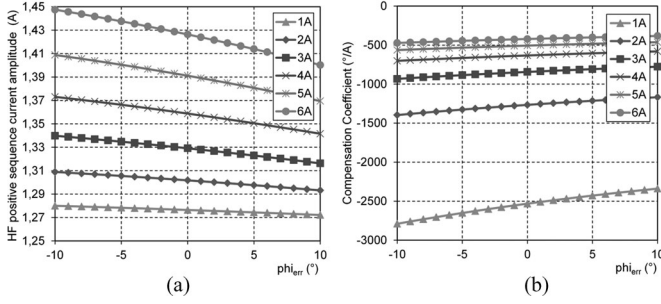 HF positive sequence current amplitude (A)
1,45
1,43
1,41
1,39
1,37
1,35
1,33
1,31
1,29
1,27
1,25
-10
-5
0
5
10
phi_err (°)
1A
2A
3A
4A
5A
6A
(a)
Compensation Coefficient (°/A)
0
-500
-1000
-1500
-2000
-2500
-3000
-10
-5
0
5
10
phi_err (°)
1A
2A
3A
4A
5A
6A
(b)